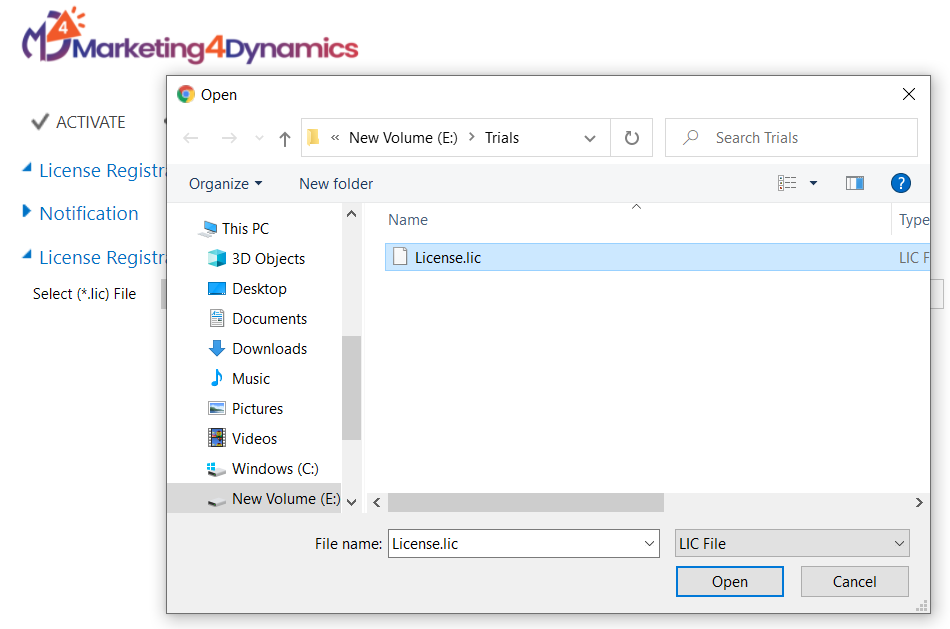 4
Marketing4Dynamics
Open
ACTIVATE
« New Volume (E:) > Trials
Search Trials
License Registra
Organize
New folder
?
Notification
This PC
Name
Type
License Registra
3D Objects
License.lic
LIC F
Select (*.lic) File
Desktop
Documents
Downloads
Music
Pictures
Videos
Windows (C:)
New Volume (E:)
File name:
License.lic
LIC File
Open
Cancel